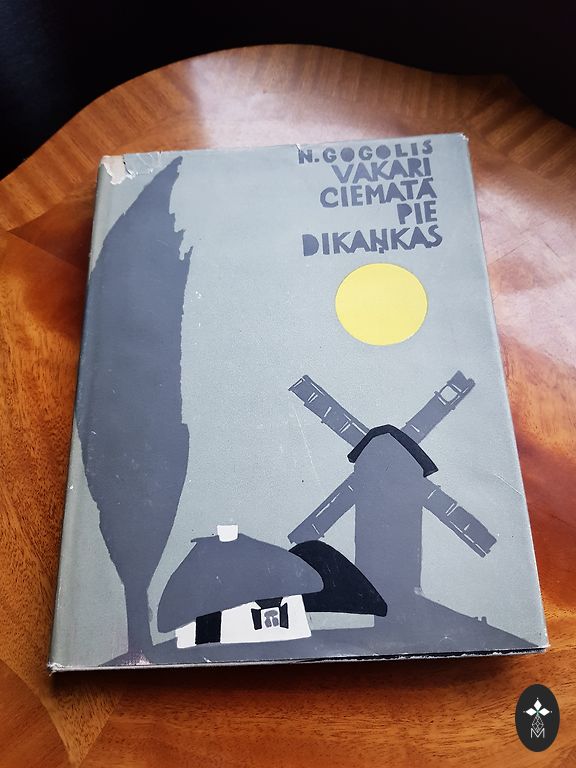 N. GOGOLIS
VAKARI
CIEMATĀ
PIE
DIKAŅKAS
M